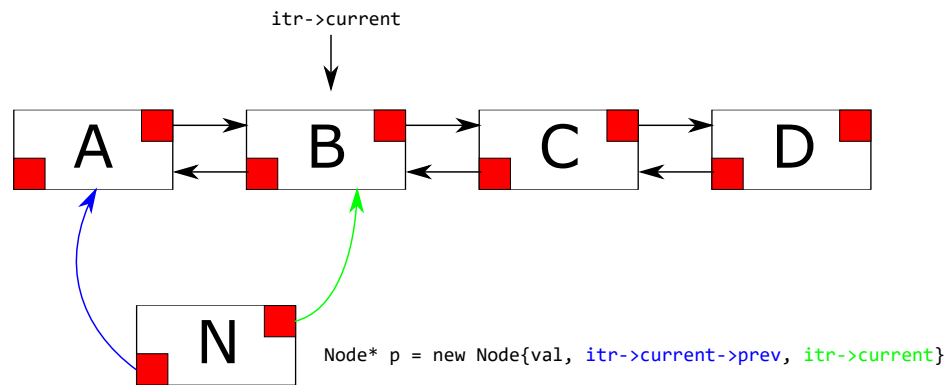 itr->current
A B C D
N
Node* p = new Node{val, itr->current->prev, itr->current}